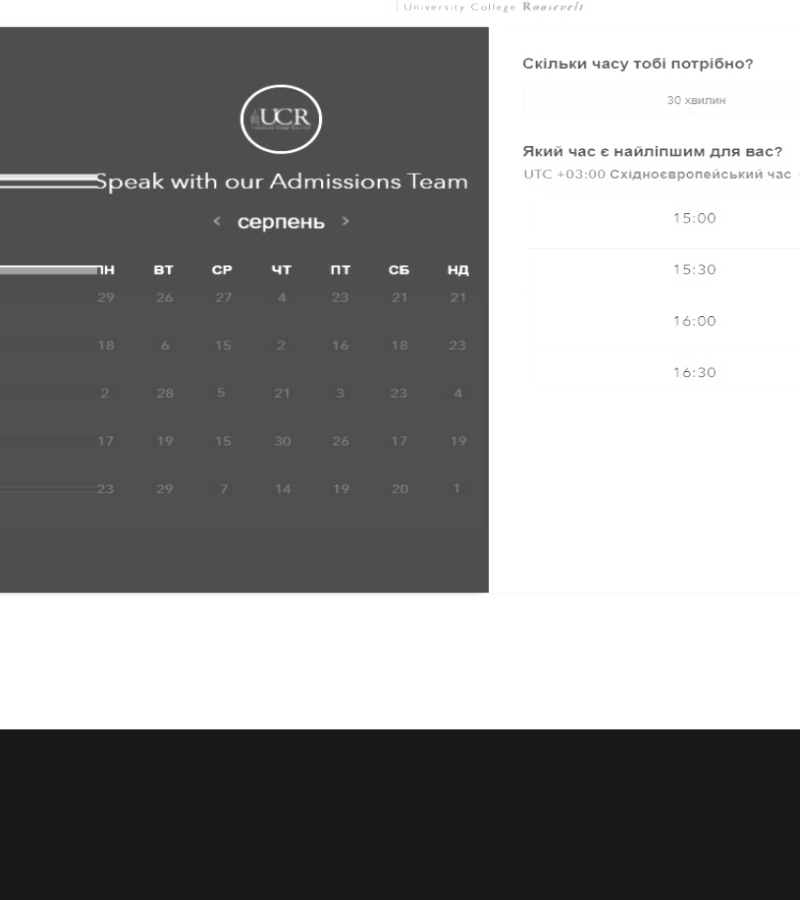 University College Roosevelt
UCR
Speak with our Admissions Team
< серпень >
ПН ВТ СР ЧТ ПТ СБ НД
29 26 27 4 23 21 21
18 6 15 2 16 18 23
2 28 5 21 3 23 4
17 19 15 30 26 17 19
23 29 7 14 19 20 1
Скільки часу тобі потрібно?
30 хвилин
Який час є найліпшим для вас?
UTC +03:00 Східноєвропейський час
15:00
15:30
16:00
16:30